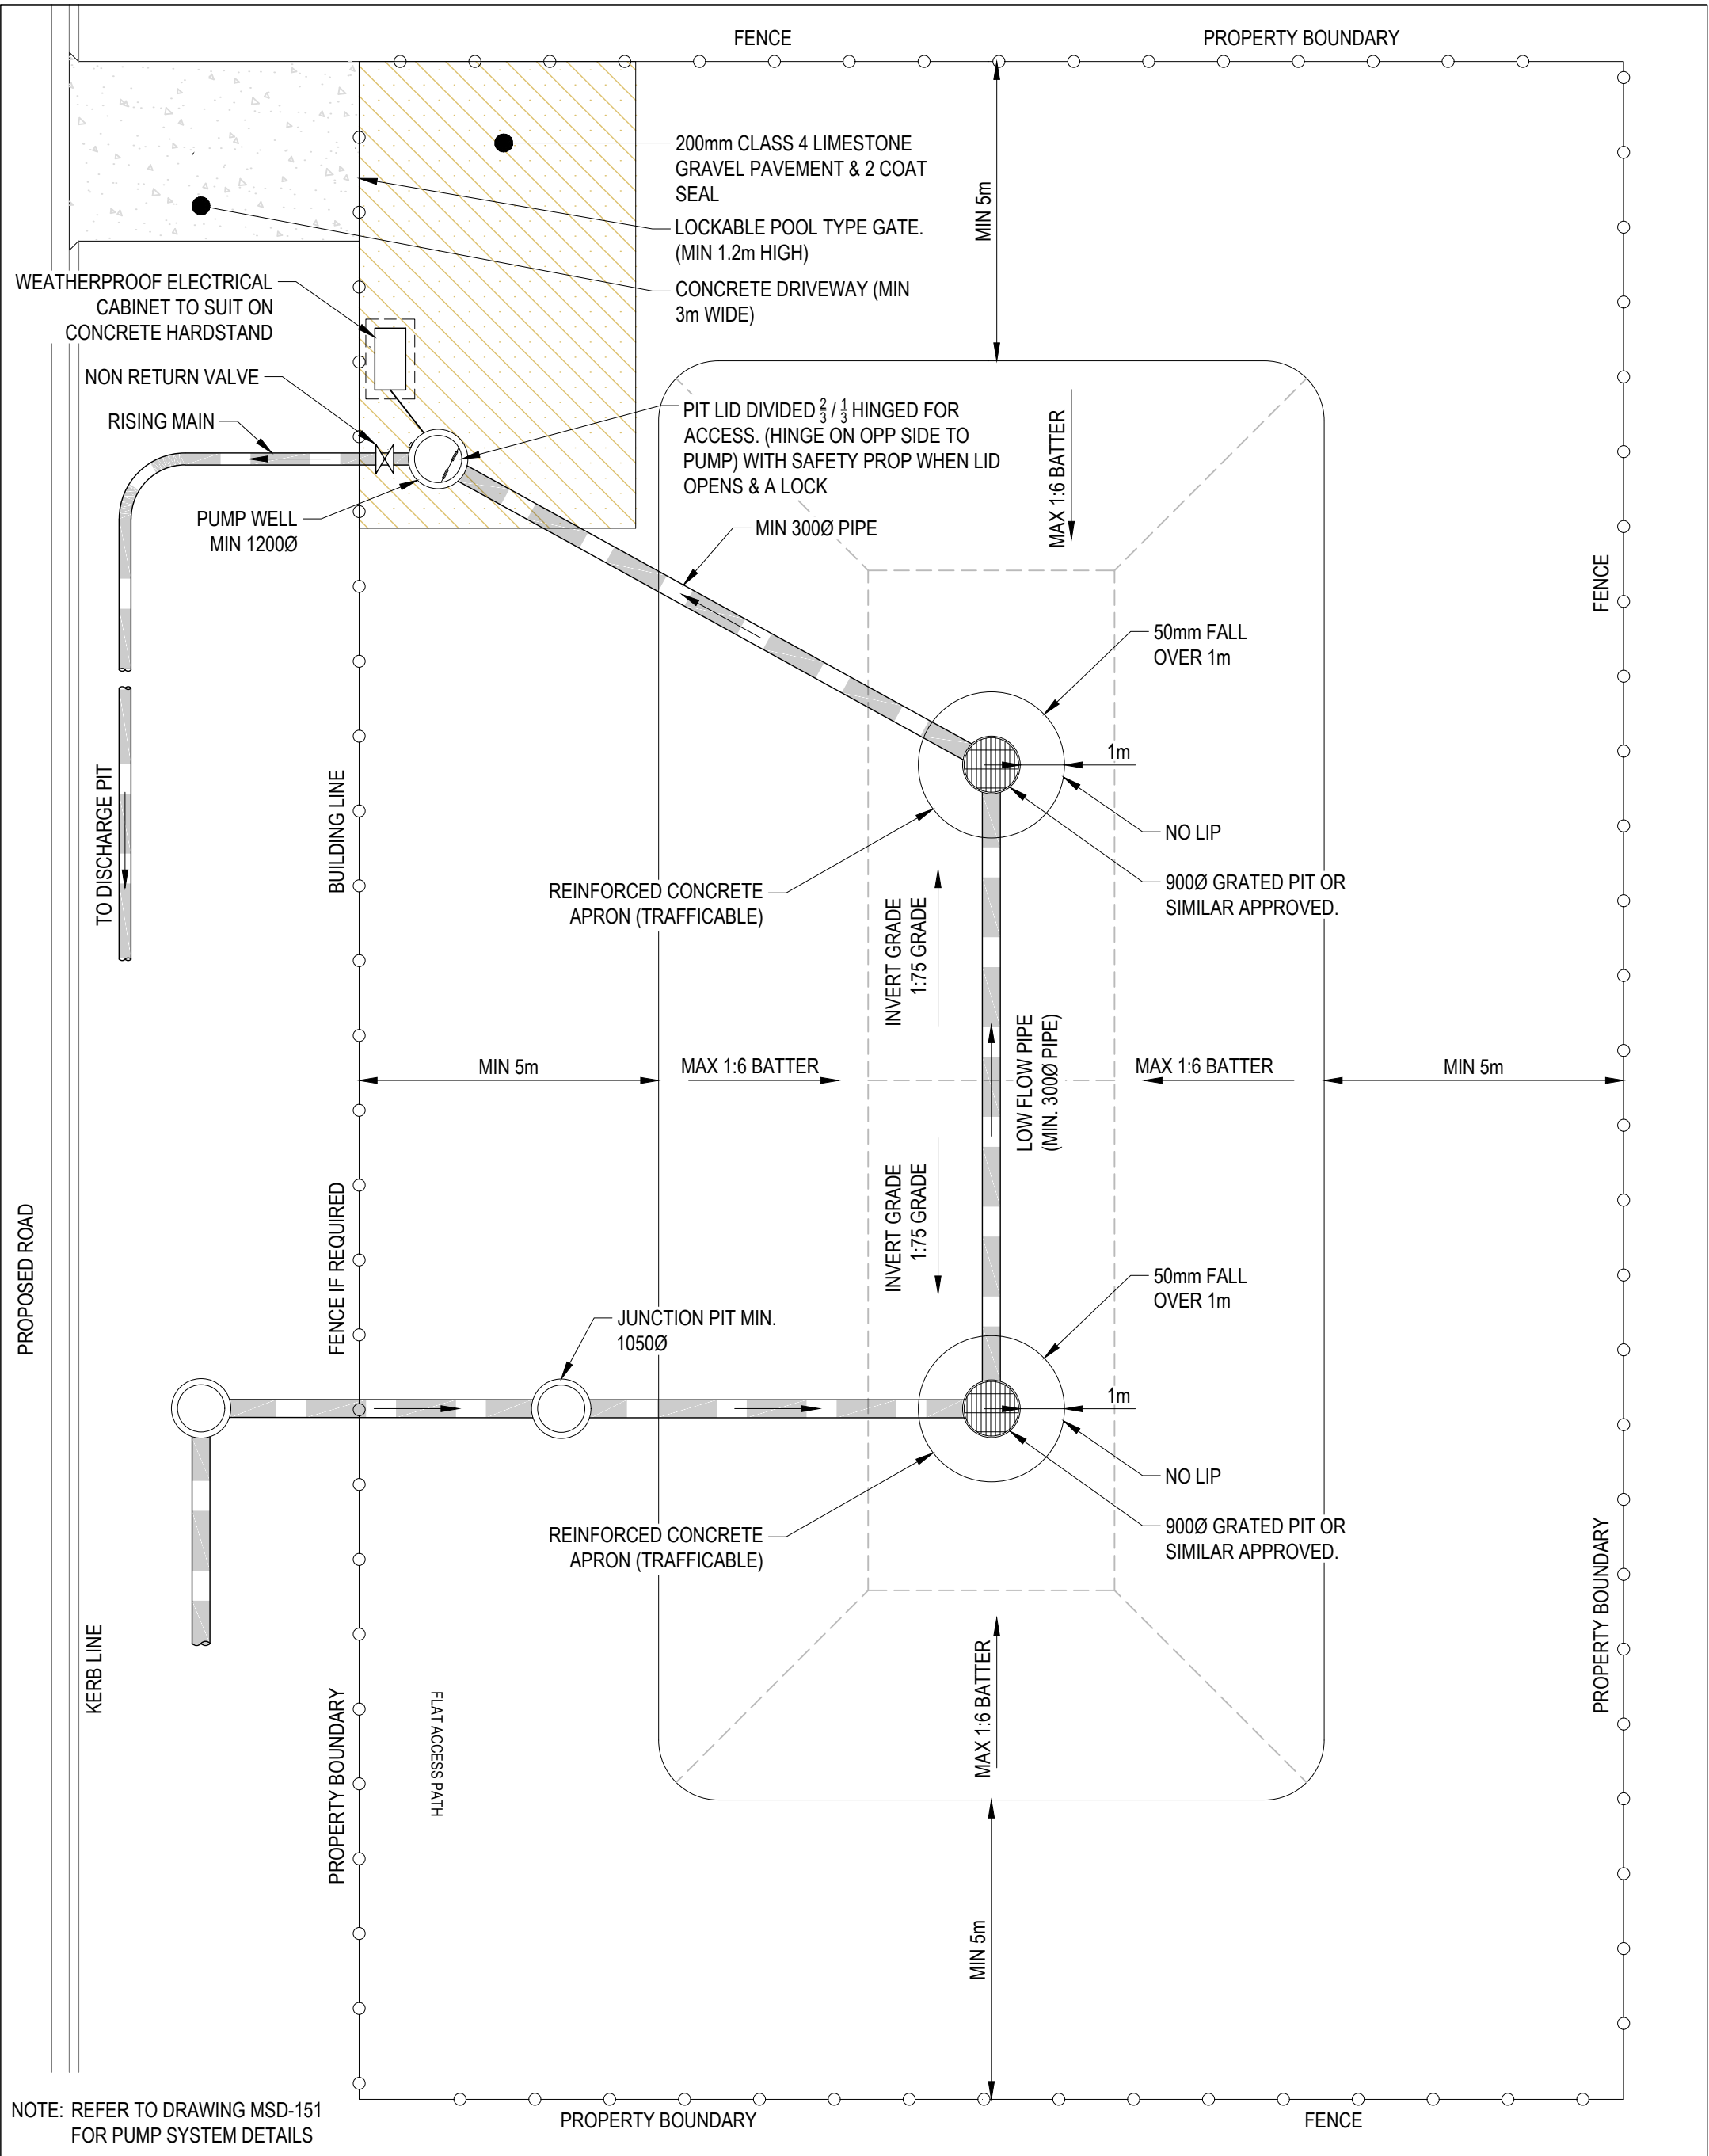 FENCE
PROPERTY BOUNDARY
200mm CLASS 4 LIMESTONE
GRAVEL PAVEMENT & 2 COAT
SEAL
LOCKABLE POOL TYPE GATE.
(MIN 1.2m HIGH)
CONCRETE DRIVEWAY (MIN
3m WIDE)
MIN 5m
WEATHERPROOF ELECTRICAL
CABINET TO SUIT ON
CONCRETE HARDSTAND
NON RETURN VALVE
RISING MAIN
PUMP WELL
MIN 1200Ø
PIT LID DIVIDED 2/3 / 1/3 HINGED FOR
ACCESS. (HINGE ON OPP SIDE TO
PUMP) WITH SAFETY PROP WHEN LID
OPENS & A LOCK
MIN 300Ø PIPE
MAX 1:6 BATTER
FENCE
50mm FALL
OVER 1m
1m
NO LIP
900Ø GRATED PIT OR
SIMILAR APPROVED.
REINFORCED CONCRETE
APRON (TRAFFICABLE)
TO DISCHARGE PIT
BUILDING LINE
INVERT GRADE
1:75 GRADE
LOW FLOW PIPE
(MIN. 300Ø PIPE)
MIN 5m
MAX 1:6 BATTER
MAX 1:6 BATTER
MIN 5m
INVERT GRADE
1:75 GRADE
PROPOSED ROAD
FENCE IF REQUIRED
JUNCTION PIT MIN.
1050Ø
50mm FALL
OVER 1m
1m
NO LIP
900Ø GRATED PIT OR
SIMILAR APPROVED.
REINFORCED CONCRETE
APRON (TRAFFICABLE)
KERB LINE
PROPERTY BOUNDARY
FLAT ACCESS PATH
MAX 1:6 BATTER
PROPERTY BOUNDARY
MIN 5m
NOTE: REFER TO DRAWING MSD-151
FOR PUMP SYSTEM DETAILS
PROPERTY BOUNDARY
FENCE